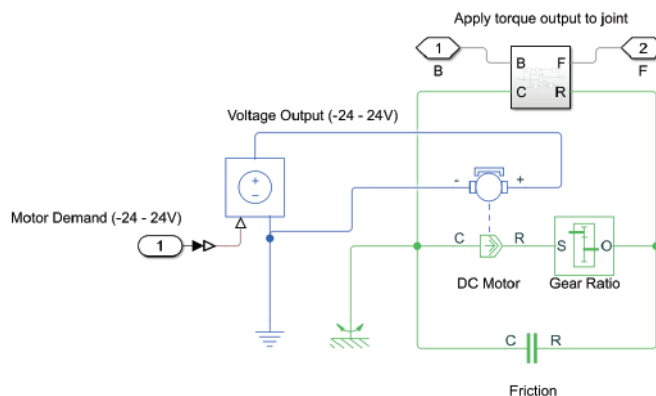 Apply torque output to joint
1
2
B
F
B F
C R
Voltage Output (-24 - 24V)
- +
+
-
Motor Demand (-24 - 24V)
1
C R
S O
DC Motor
Gear Ratio
C R
Friction